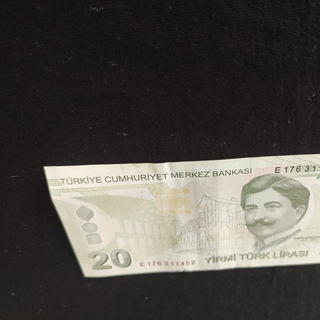 TÜRKİYE CUMHURİYET MERKEZ BANKASI
E 176 31
20
E 176 311452
YİRMİ TÜRK LİRASI